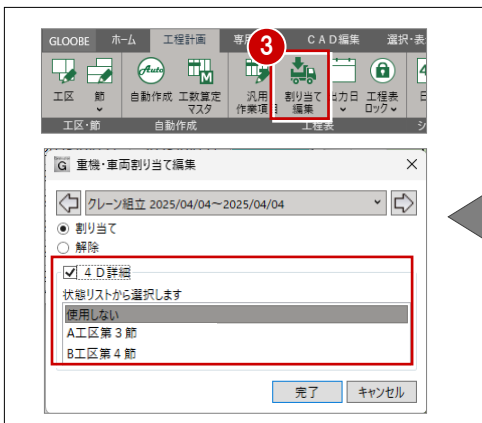 GLOOBE ホーム 工程計画 専用 CAD編集 選択・表
3
Auto M
工区 節 自動作成 工数算定 マスタ 汎用 作業項目 割り当て 編集 出力日 工程表 ロック
工区・節 自動作成 工程表 シ
G 重機・車両割り当て編集
クレーン組立 2025/04/04～2025/04/04
割り当て
解除
4D詳細
状態リストから選択します
使用しない
A工区第3節
B工区第4節
完了 キャンセル